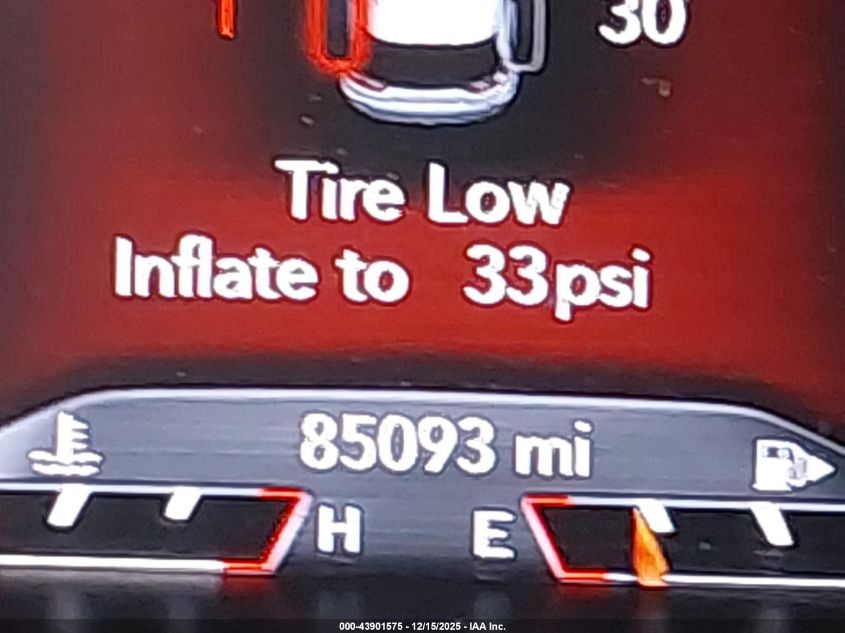 30
Tire Low
Inflate to 33psi
85093 mi
H E
000-43901575 - 12/15/2025 - IAA Inc.